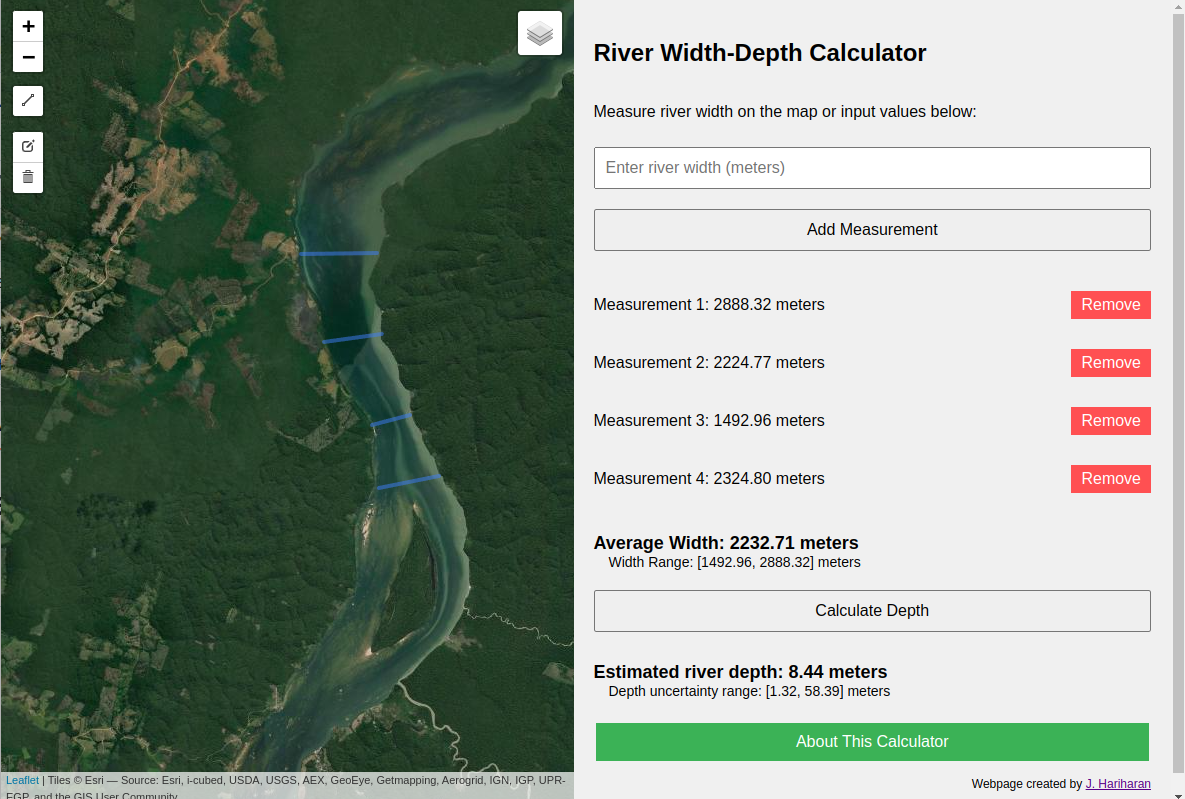 +
−
River Width-Depth Calculator
Measure river width on the map or input values below:
Enter river width (meters)
Add Measurement
Measurement 1: 2888.32 meters
Remove
Measurement 2: 2224.77 meters
Remove
Measurement 3: 1492.96 meters
Remove
Measurement 4: 2324.80 meters
Remove
Average Width: 2232.71 meters
Width Range: [1492.96, 2888.32] meters
Calculate Depth
Estimated river depth: 8.44 meters
Depth uncertainty range: [1.32, 58.39] meters
About This Calculator
Webpage created by J. Hariharan
Leaflet | Tiles © Esri — Source: Esri, i-cubed, USDA, USGS, AEX, GeoEye, Getmapping, Aerogrid, IGN, IGP, UPR-
EGP, and the GIS User Community